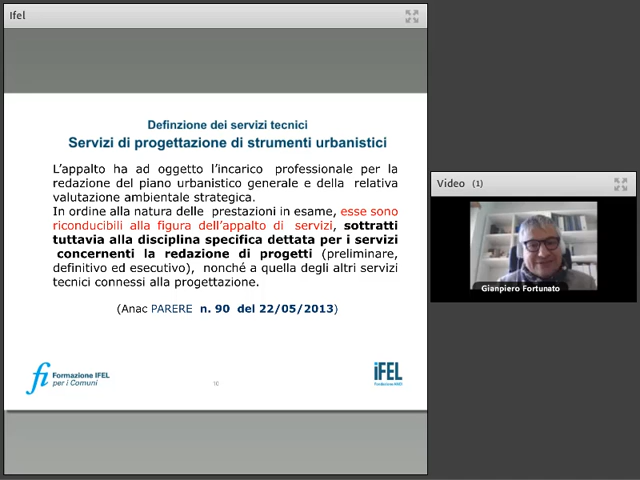 Ifel
Definzione dei servizi tecnici
Servizi di progettazione di strumenti urbanistici
L'appalto ha ad oggetto l'incarico professionale per la
redazione del piano urbanistico generale e della relativa
valutazione ambientale strategica.
In ordine alla natura delle prestazioni in esame, esse sono
riconducibili alla figura dell'appalto di servizi, sottratti
tuttavia alla disciplina specifica dettata per i servizi
concernenti la redazione di progetti (preliminare,
definitivo ed esecutivo), nonché a quella degli altri servizi
tecnici connessi alla progettazione.
(Anac PARERE n. 90 del 22/05/2013)
fi Formazione IFEL
per i Comuni
10
iFEL
Fondazione ANCI
Video (1)
Gianpiero Fortunato